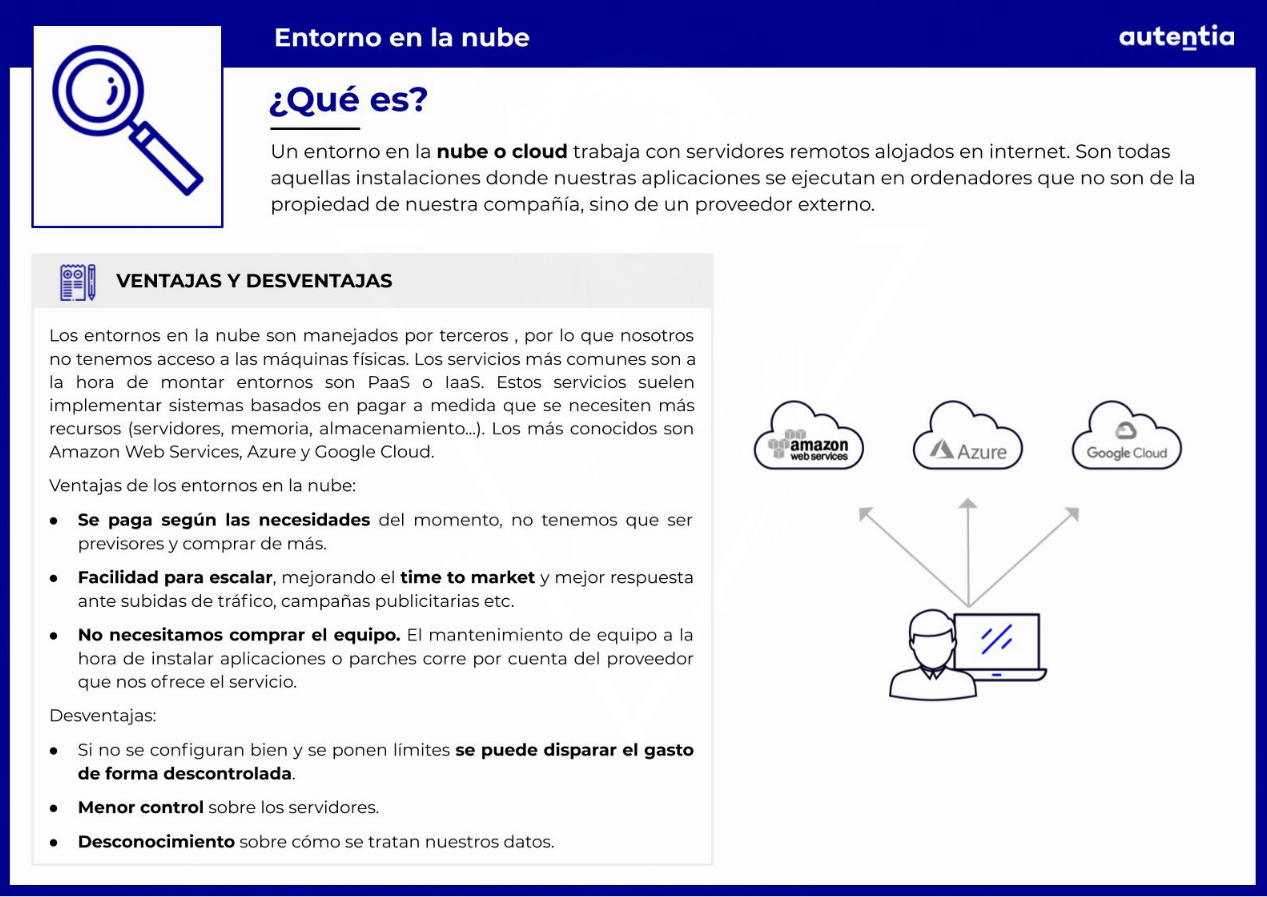 Entorno en la nube
autentia
¿Qué es?
Un entorno en la nube o cloud trabaja con servidores remotos alojados en internet. Son todas
aquellas instalaciones donde nuestras aplicaciones se ejecutan en ordenadores que no son de la
propiedad de nuestra compañía, sino de un proveedor externo.
VENTAJAS Y DESVENTAJAS
Los entornos en la nube son manejados por terceros , por lo que nosotros
no tenemos acceso a las máquinas físicas. Los servicios más comunes son a
la hora de montar entornos son PaaS o IaaS. Estos servicios suelen
implementar sistemas basados en pagar a medida que se necesiten más
recursos (servidores, memoria, almacenamiento...). Los más conocidos son
Amazon Web Services, Azure y Google Cloud.
Ventajas de los entornos en la nube:
● Se paga según las necesidades del momento, no tenemos que ser
previsores y comprar de más.
● Facilidad para escalar, mejorando el time to market y mejor respuesta
ante subidas de tráfico, campañas publicitarias etc.
● No necesitamos comprar el equipo. El mantenimiento de equipo a la
hora de instalar aplicaciones o parches corre por cuenta del proveedor
que nos ofrece el servicio.
Desventajas:
● Si no se configuran bien y se ponen límites se puede disparar el gasto
de forma descontrolada.
● Menor control sobre los servidores.
● Desconocimiento sobre cómo se tratan nuestros datos.
amazon
web services
Azure
Google Cloud